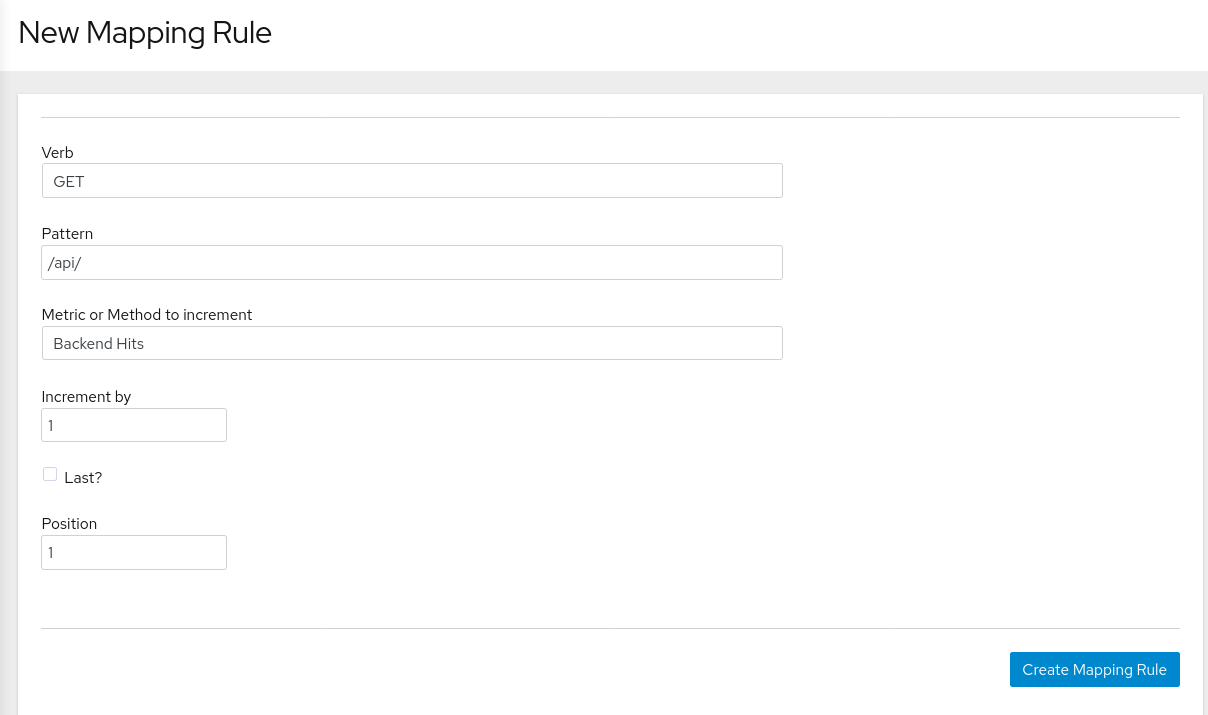 New Mapping Rule
Verb
GET
Pattern
/api/
Metric or Method to increment
Backend Hits
Increment by
1
Last?
Position
1
Create Mapping Rule